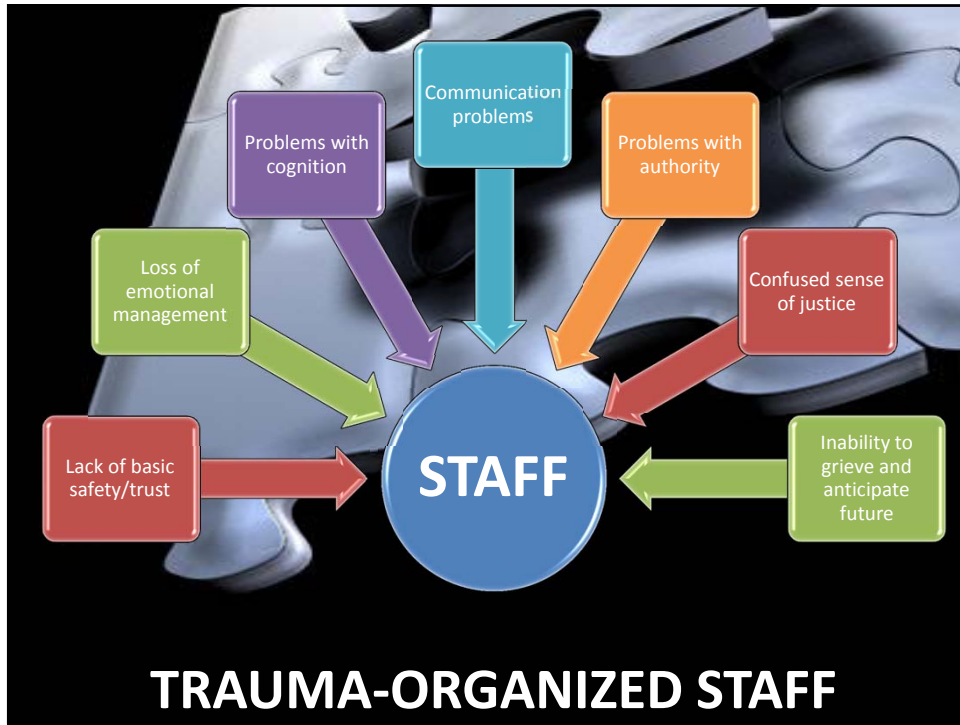 Communication
problems
Problems with
cognition
Problems with
authority
Loss of
emotional
management
Confused sense
of justice
Lack of basic
safety/trust
STAFF
Inability to
grieve and
anticipate
future
TRAUMA-ORGANIZED STAFF